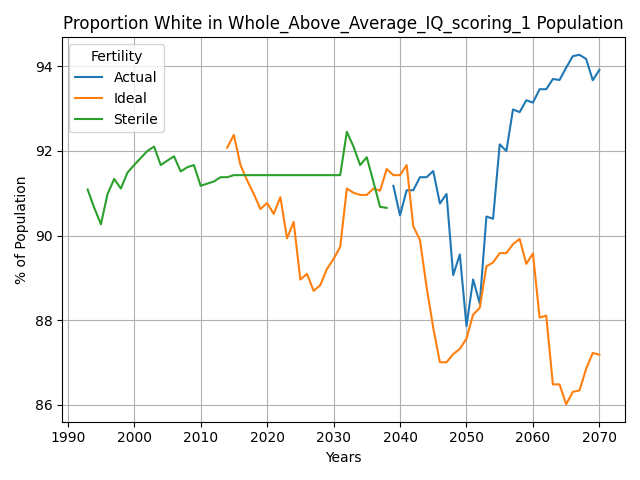 Proportion White in Whole_Above_Average_IQ_scoring_1 Population
Fertility
Actual
Ideal
Sterile
% of Population
94
92
90
88
86
1990 2000 2010 2020 2030 2040 2050 2060 2070
Years